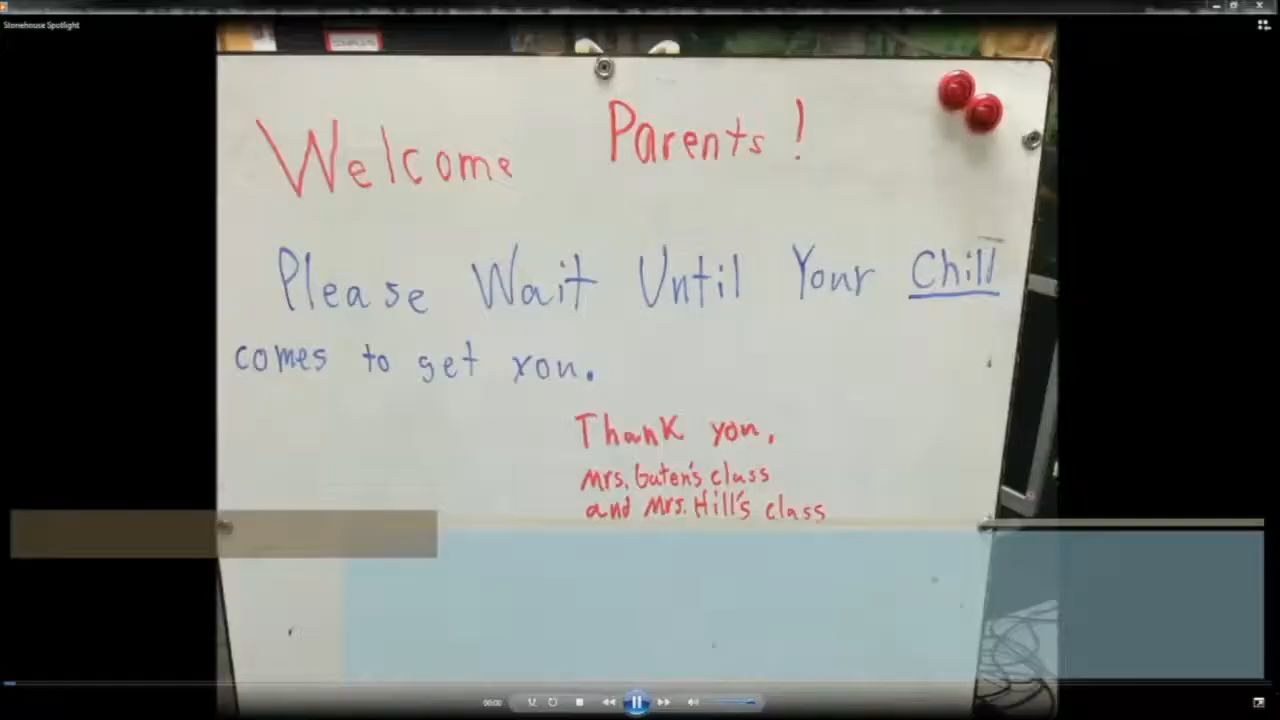 Stonehouse Spotlight
Welcome Parents!
Please Wait Until Your Chill
comes to get you.
Thank you,
Mrs. Guten's class
and Mrs. Hill's class
00:00